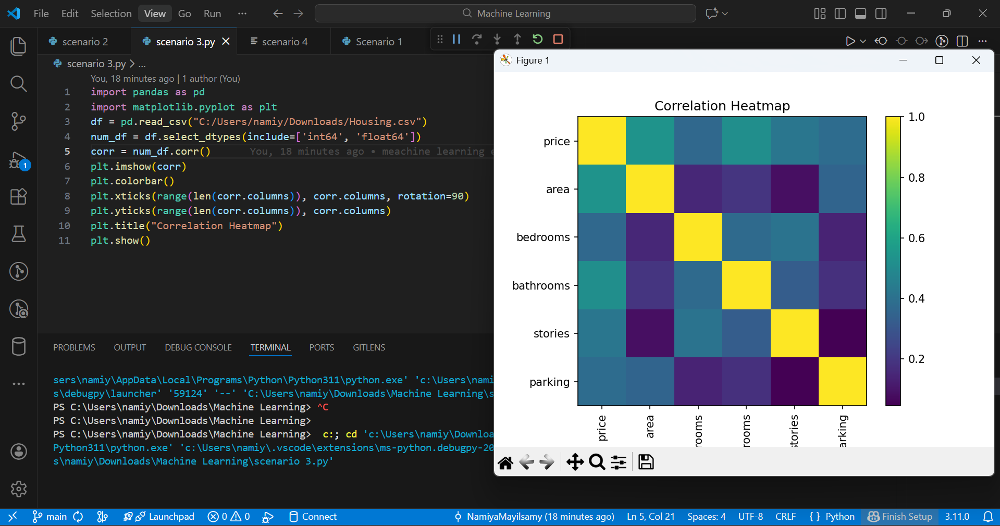 File Edit Selection View Go Run ··· Machine Learning
scenario 2 scenario 3.py scenario 4 Scenario 1
scenario 3.py > ...
You, 18 minutes ago | 1 author (You)
1 import pandas as pd
2 import matplotlib.pyplot as plt
3 df = pd.read_csv("C:/Users/namiy/Downloads/Housing.csv")
4 num_df = df.select_dtypes(include=['int64', 'float64'])
5 corr = num_df.corr() You, 18 minutes ago • meachine learning
6 plt.imshow(corr)
7 plt.colorbar()
8 plt.xticks(range(len(corr.columns)), corr.columns, rotation=90)
9 plt.yticks(range(len(corr.columns)), corr.columns)
10 plt.title("Correlation Heatmap")
11 plt.show()
PROBLEMS OUTPUT DEBUG CONSOLE TERMINAL PORTS GITLENS
sers\namiy\AppData\Local\Programs\Python\Python311\python.exe' 'c:\Users\nami
s\debugpy\launcher' '59124' '--' 'C:\Users\namiy\Downloads\Machine Learning\s
PS C:\Users\namiy\Downloads\Machine Learning> ^C
PS C:\Users\namiy\Downloads\Machine Learning>
PS C:\Users\namiy\Downloads\Machine Learning>  c:; cd 'c:\Users\namiy\Downloa
Python311\python.exe' 'c:\Users\namiy\.vscode\extensions\ms-python.debugpy-20
s\namiy\Downloads\Machine Learning\scenario 3.py'
Figure 1
Correlation Heatmap
price
area
bedrooms
bathrooms
stories
parking
price area rooms rooms stories arking
1.0
0.8
0.6
0.4
0.2
1
main Launchpad 0 0 Connect NamiyaMayilsamy (18 minutes ago) Ln 5, Col 21 Spaces: 4 UTF-8 CRLF { } Python Finish Setup 3.11.0